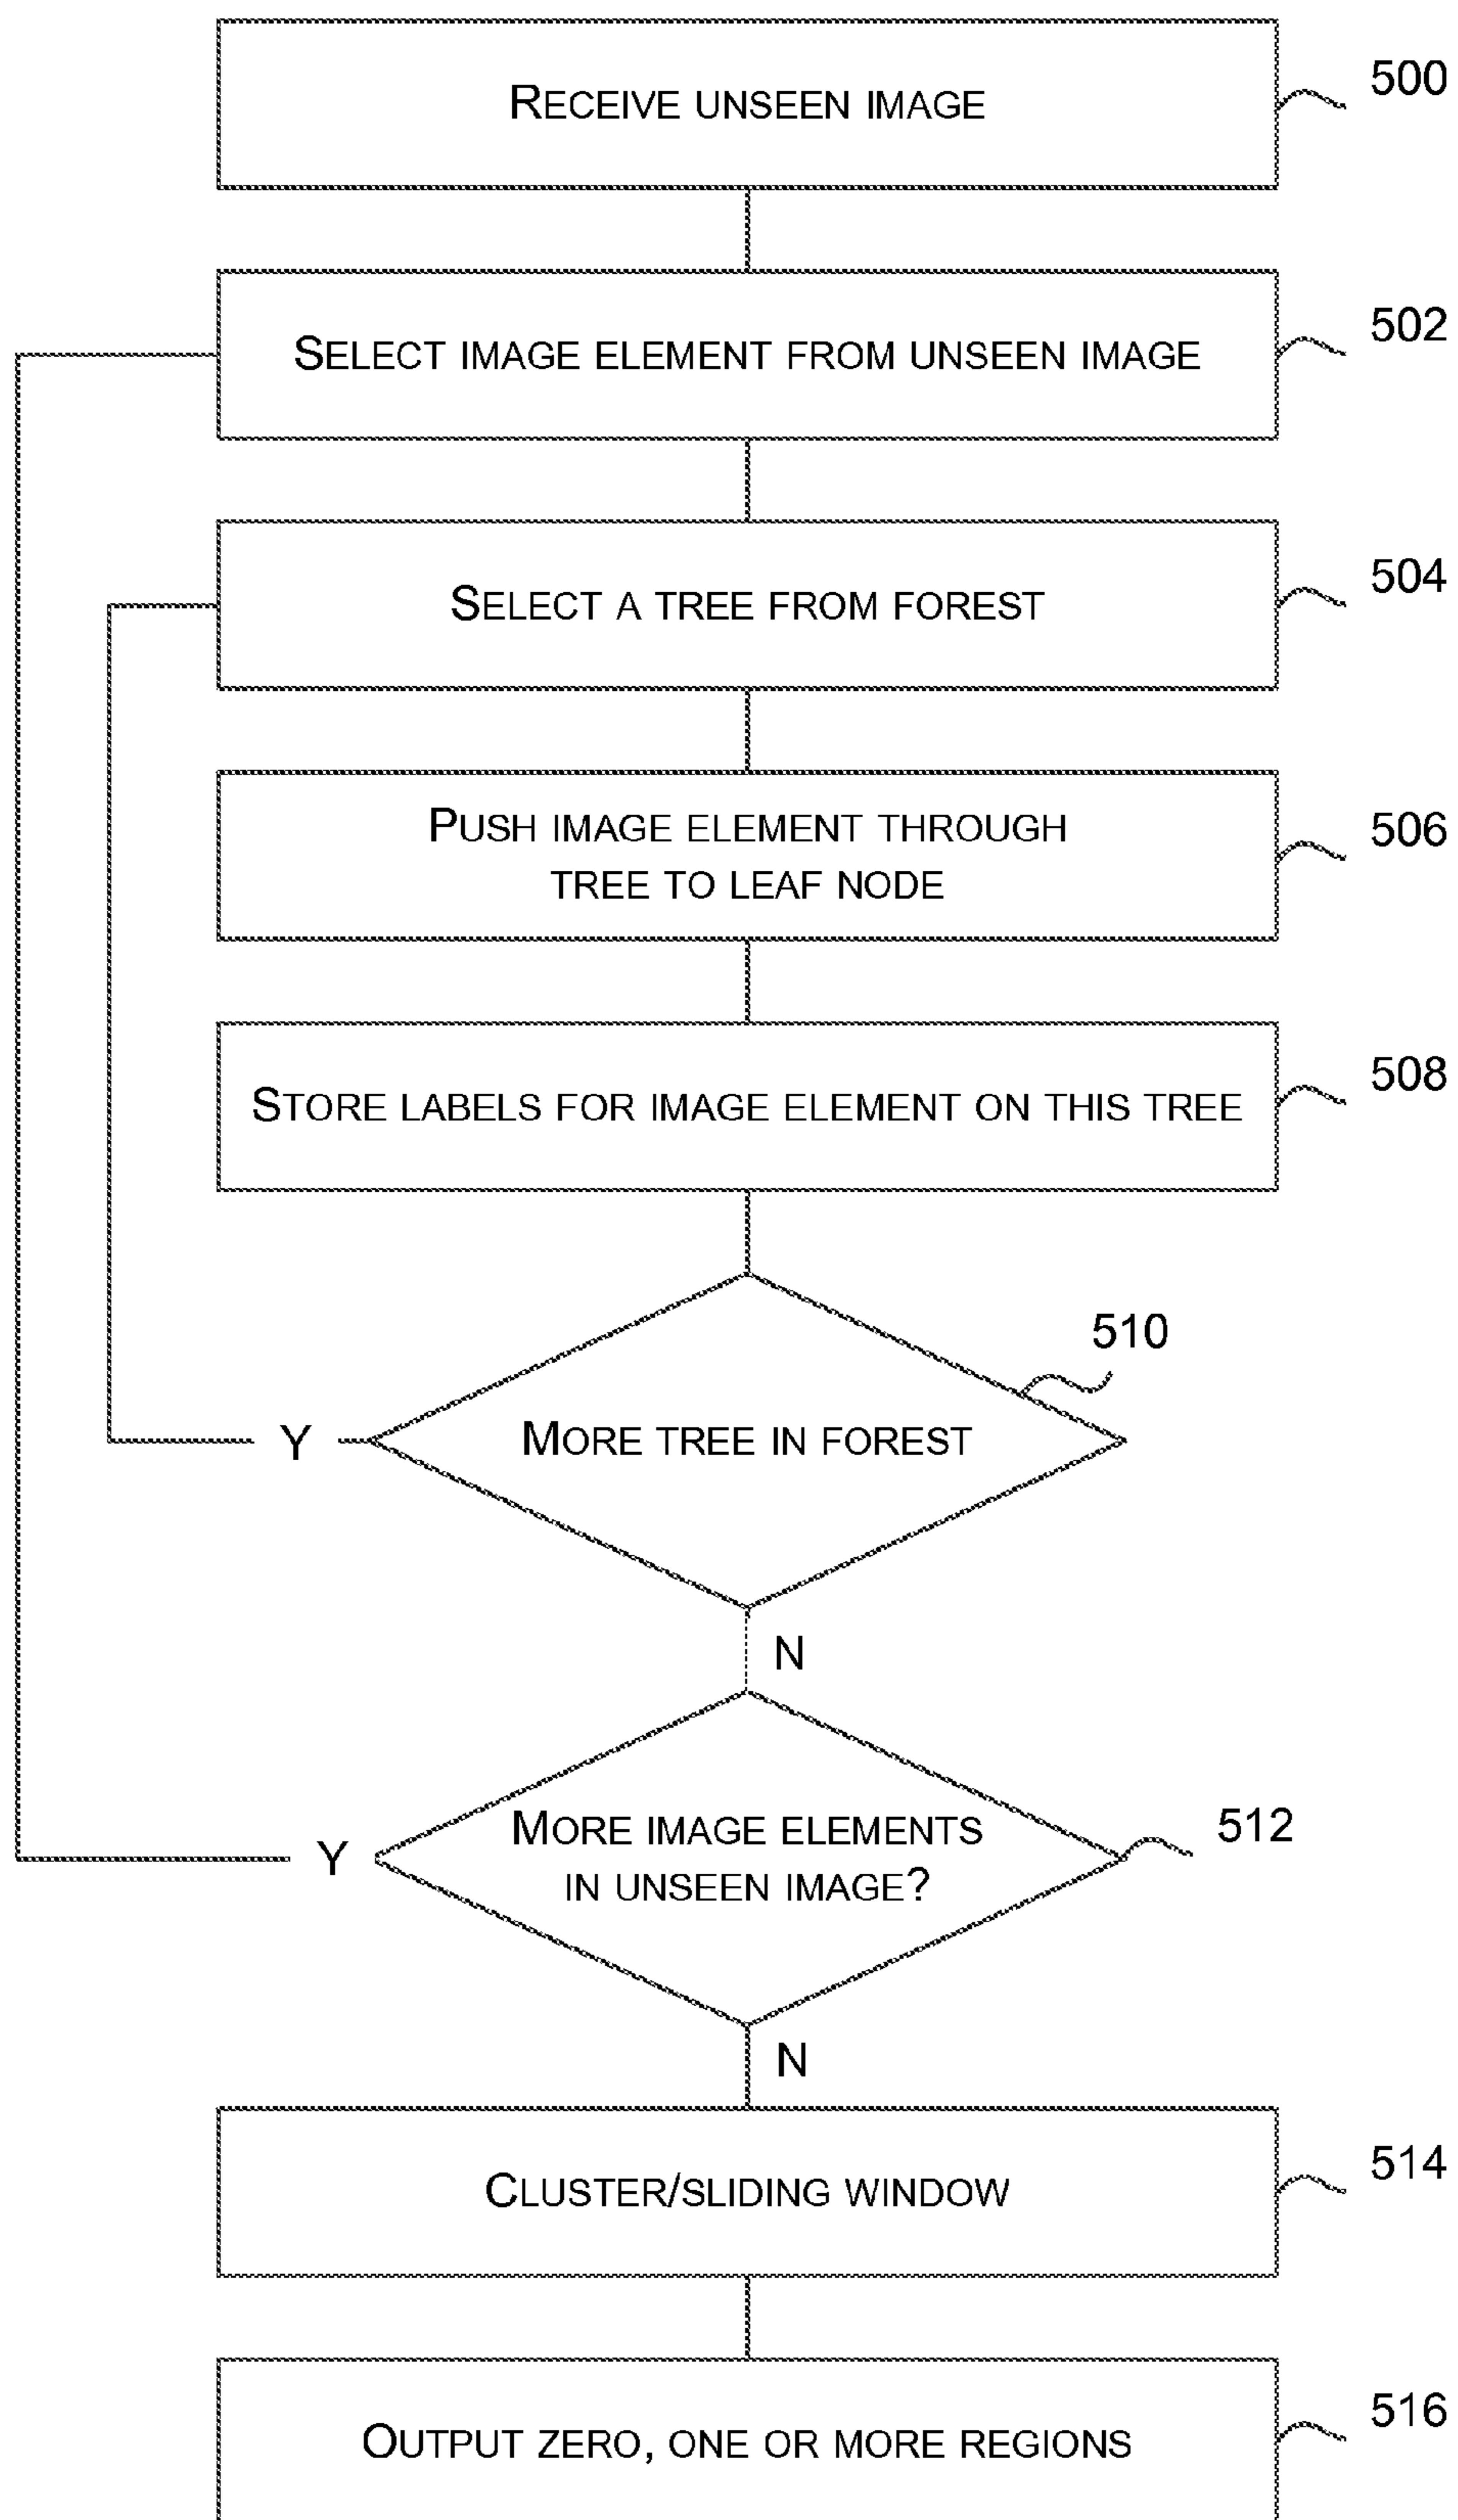 RECEIVE UNSEEN IMAGE
500
SELECT IMAGE ELEMENT FROM UNSEEN IMAGE
502
SELECT A TREE FROM FOREST
504
PUSH IMAGE ELEMENT THROUGH
TREE TO LEAF NODE
506
STORE LABELS FOR IMAGE ELEMENT ON THIS TREE
508
510
Y
MORE TREE IN FOREST
N
512
Y
MORE IMAGE ELEMENTS
IN UNSEEN IMAGE?
N
CLUSTER/SLIDING WINDOW
514
OUTPUT ZERO, ONE OR MORE REGIONS
516